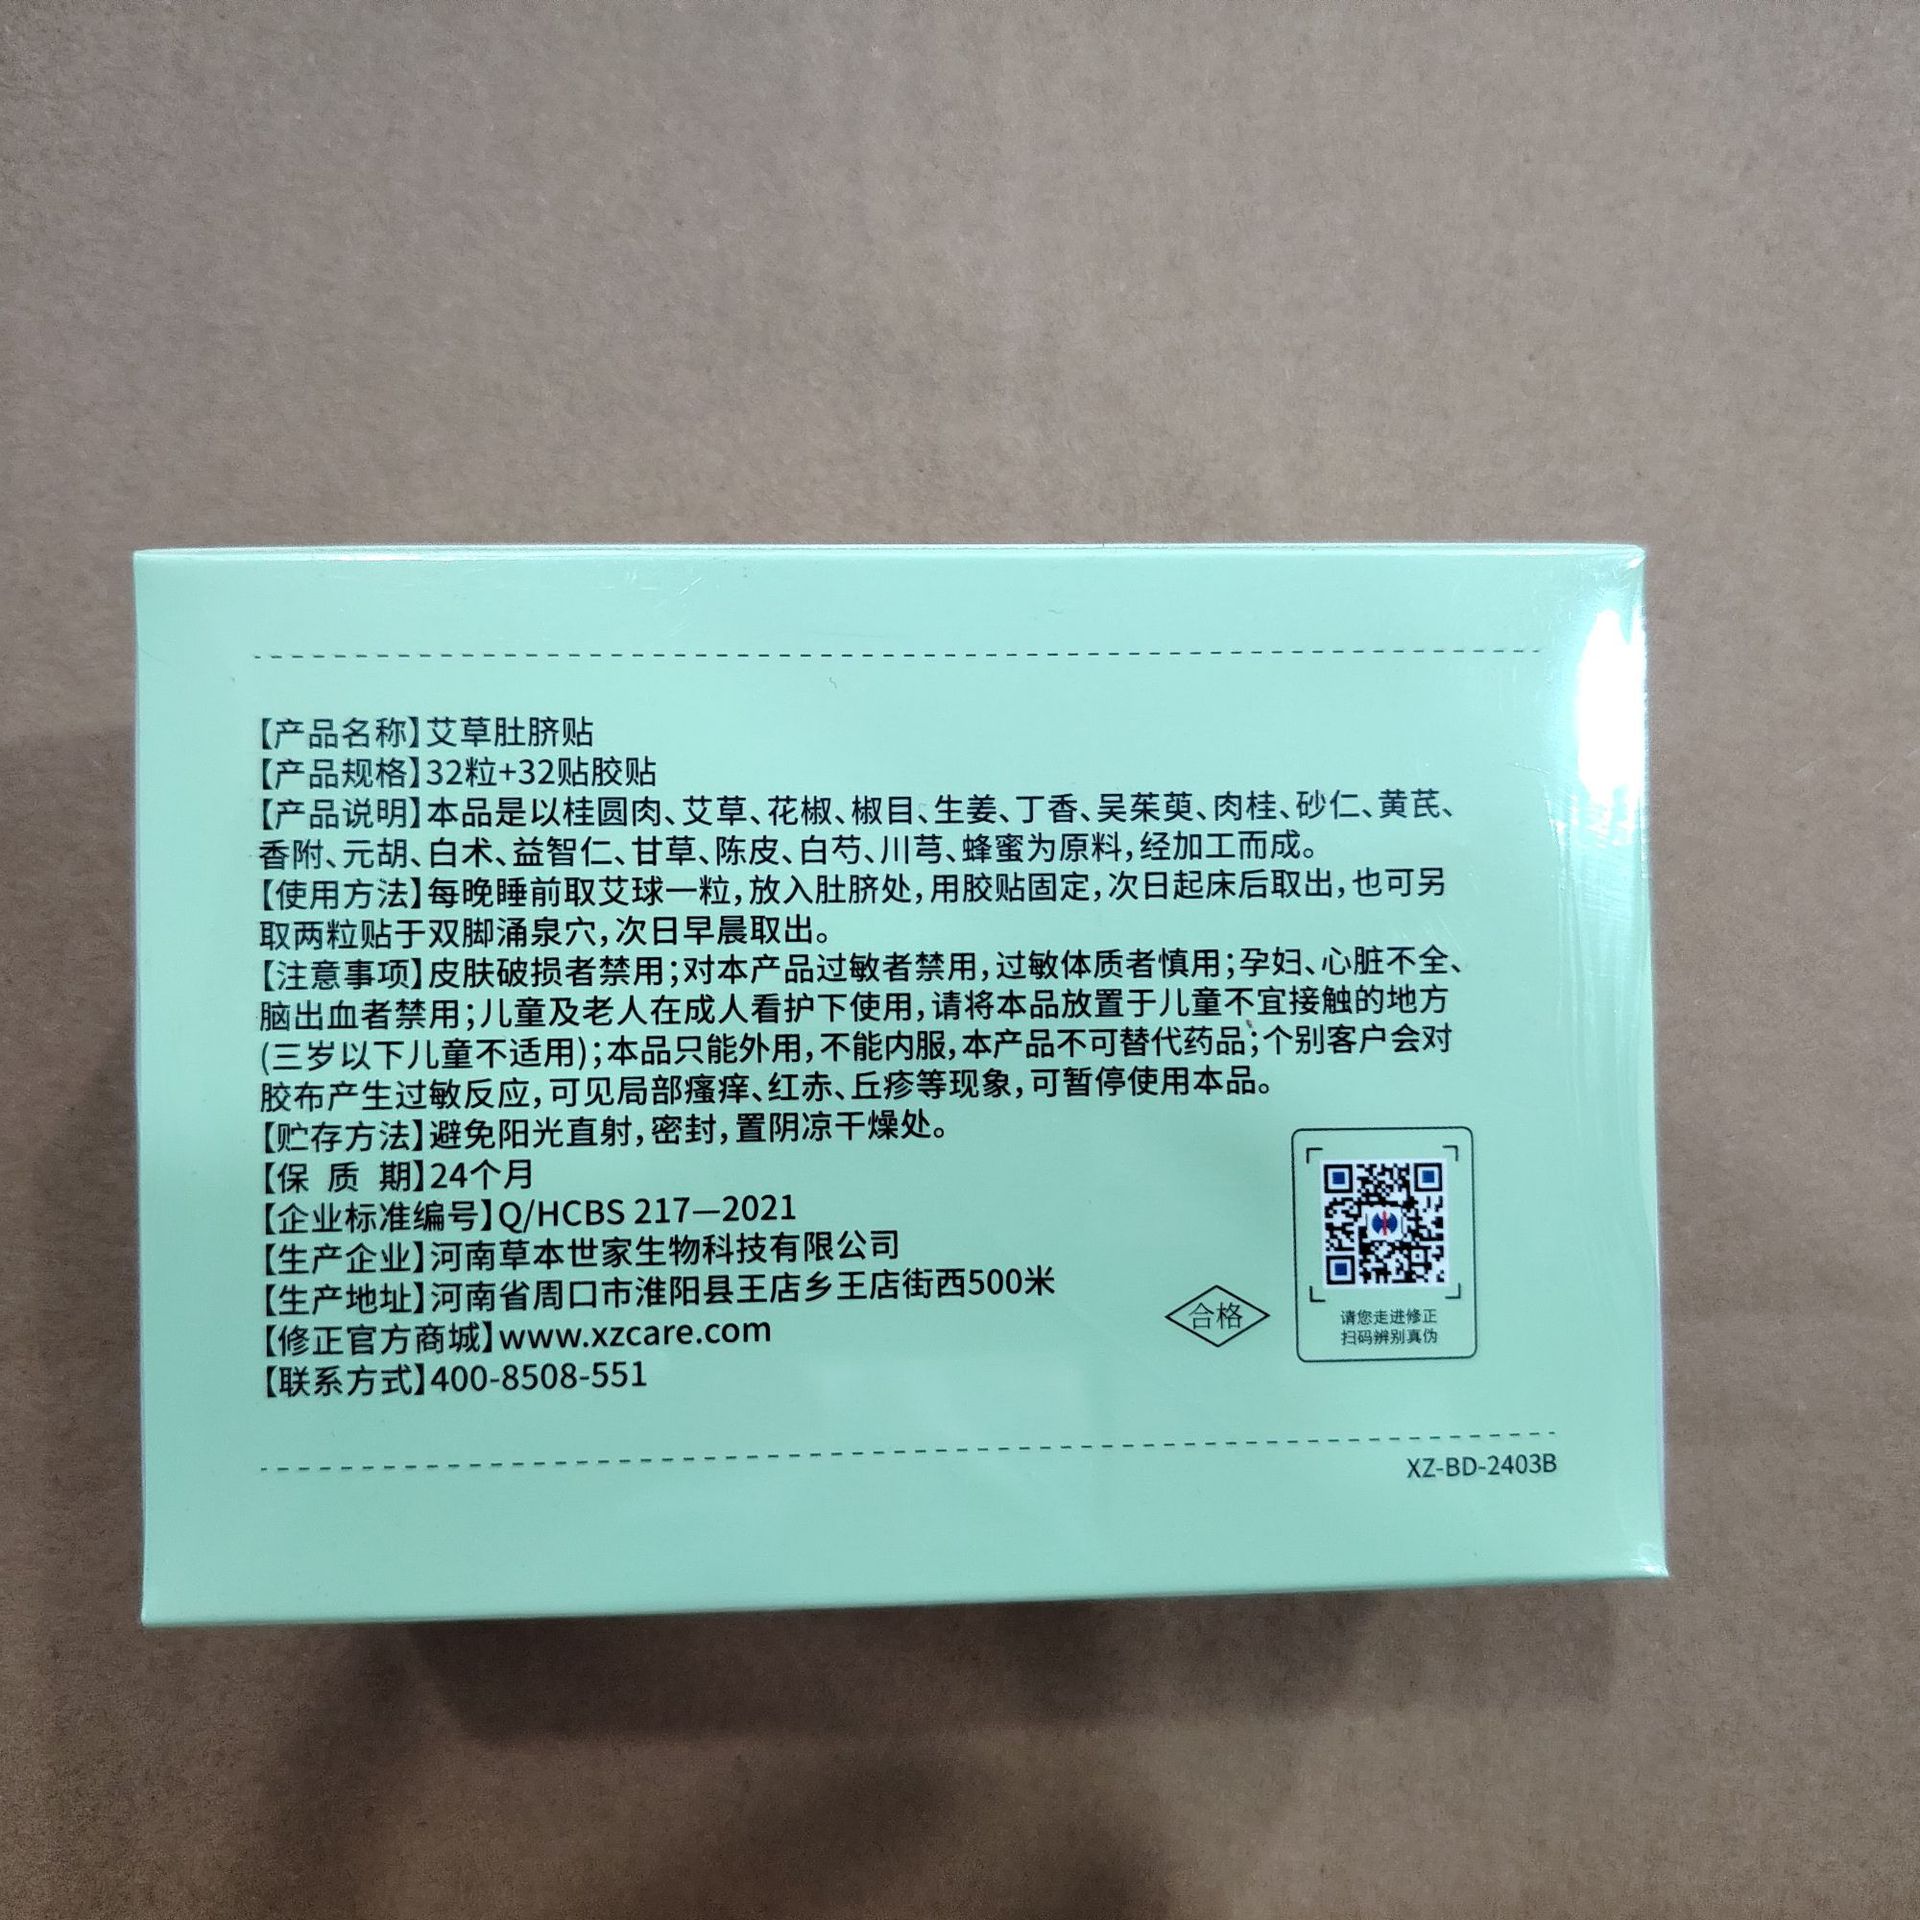 【产品名称】艾草肚脐贴
【产品规格】32粒+32贴胶贴
【产品说明】本品是以桂圆肉、艾草、花椒、椒目、生姜、丁香、吴茱萸、肉桂、砂仁、黄芪、
香附、元胡、白术、益智仁、甘草、陈皮、白芍、川芎、蜂蜜为原料,经加工而成。
【使用方法】每晚睡前取艾球一粒,放入肚脐处,用胶贴固定,次日起床后取出,也可另
取两粒贴于双脚涌泉穴,次日早晨取出。
【注意事项】皮肤破损者禁用;对本产品过敏者禁用,过敏体质者慎用;孕妇、心脏不全、
脑出血者禁用;儿童及老人在成人看护下使用,请将本品放置于儿童不宜接触的地方
(三岁以下儿童不适用);本品只能外用,不能内服,本产品不可替代药品;个别客户会对
胶布产生过敏反应,可见局部瘙痒、红赤、丘疹等现象,可暂停使用本品。
【贮存方法】避免阳光直射,密封,置阴凉干燥处。
【保 质 期】24个月
【企业标准编号】Q/HCBS 217—2021
【生产企业】河南草本世家生物科技有限公司
【生产地址】河南省周口市淮阳县王店乡王店街西500米
【修正官方商城】www.xzcare.com
【联系方式】400-8508-551
合格
请您走进修正
扫码辨别真伪
XZ-BD-2403B